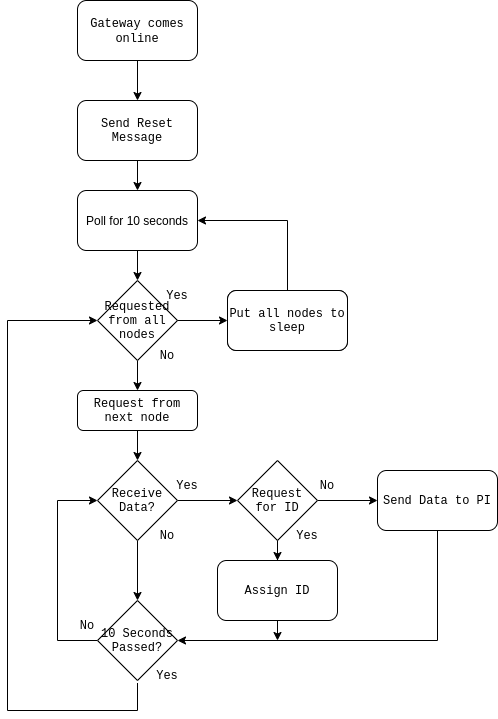 Gateway comes
online
Send Reset
Message
Poll for 10 seconds
Yes
Requested
from all
nodes
Put all nodes to
sleep
No
Request from
next node
Receive
Data?
Yes
Request
for ID
No
Send Data to PI
No
Yes
Assign ID
No
10 Seconds
Passed?
Yes